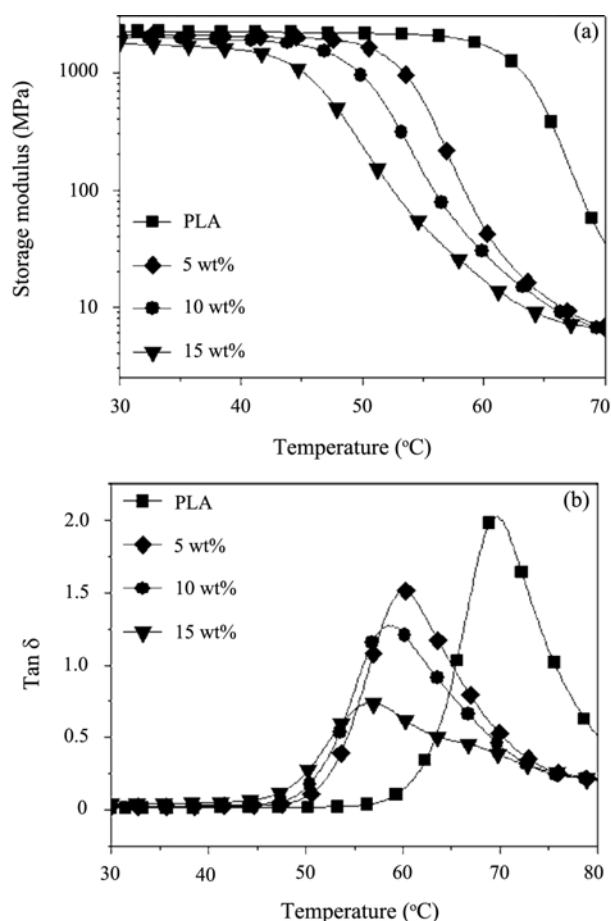 (a)
1000
100
10
Storage modulus (MPa)
PLA
5 wt%
10 wt%
15 wt%
30 40 50 60 70
Temperature (°C)
(b)
2.0
1.5
1.0
0.5
0
Tan δ
PLA
5 wt%
10 wt%
15 wt%
30 40 50 60 70 80
Temperature (°C)